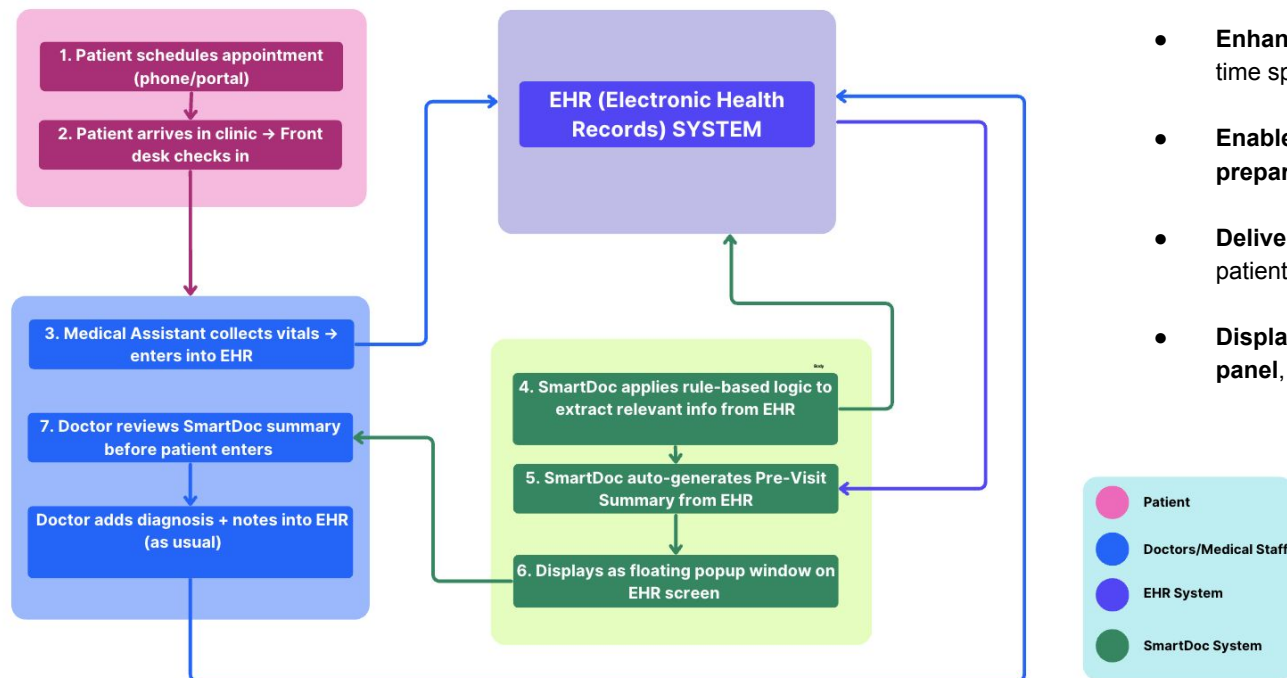 1. Patient schedules appointment
(phone/portal)
2. Patient arrives in clinic → Front
desk checks in
EHR (Electronic Health
Records) SYSTEM
3. Medical Assistant collects vitals →
enters into EHR
7. Doctor reviews SmartDoc summary
before patient enters
Doctor adds diagnosis + notes into EHR
(as usual)
Body
4. SmartDoc applies rule-based logic to
extract relevant info from EHR
5. SmartDoc auto-generates Pre-Visit
Summary from EHR
6. Displays as floating popup window on
EHR screen
● Enhan
time sp
● Enable
prepar
● Delive
patient
● Displa
panel,
Patient
Doctors/Medical Staff
EHR System
SmartDoc System